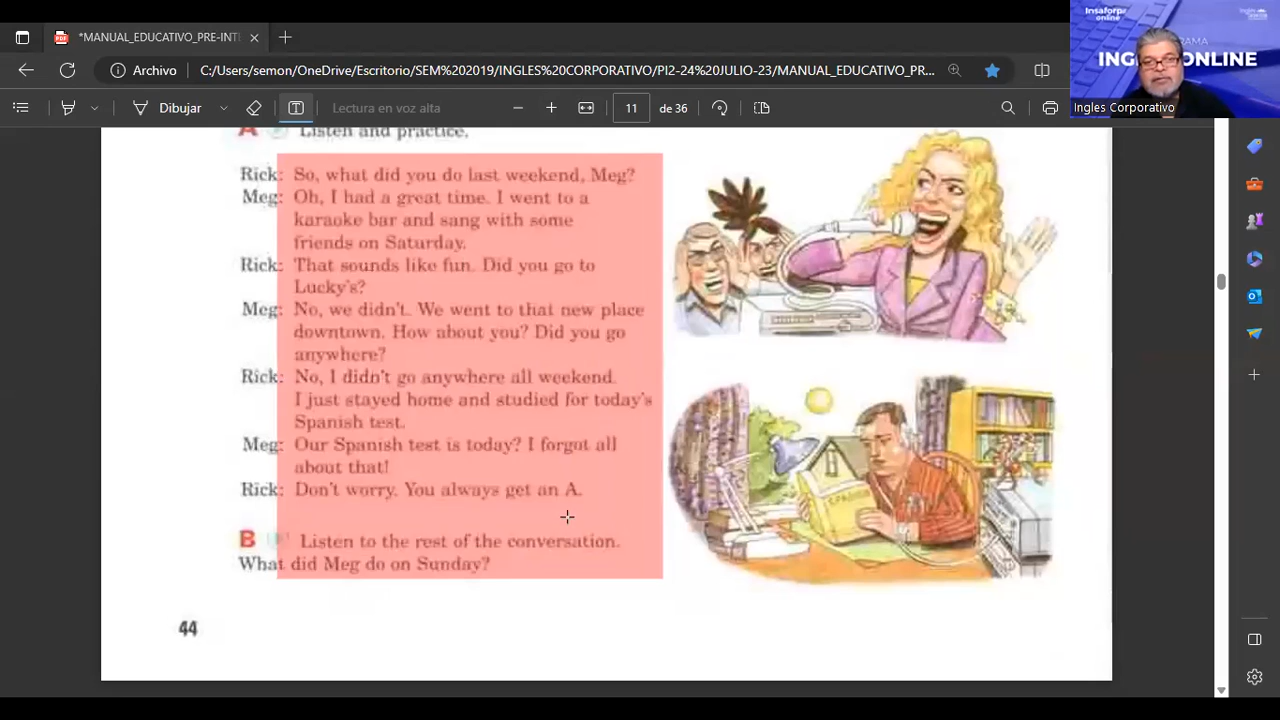 *MANUAL_EDUCATIVO_PRE-INTE
Archivo
C:/Users/semon/OneDrive/Escritorio/SEM%2019/INGLES%20CORPORATIVO/PI2-24%20JULIO-23/MANUAL_EDUCATIVO_PR...
Dibujar
Lectura en voz alta
11
de 36
Insaforp
online
INGL
ONLINE
Ingles Corporativo
A Listen and practice.
Rick: So, what did you do last weekend, Meg?
Meg: Oh, I had a great time. I went to a
karaoke bar and sang with some
friends on Saturday.
Rick: That sounds like fun. Did you go to
Lucky's?
Meg: No, we didn't. We went to that new place
downtown. How about you? Did you go
anywhere?
Rick: No, I didn't go anywhere all weekend.
I just stayed home and studied for today's
Spanish test.
Meg: Our Spanish test is today? I forgot all
about that!
Rick: Don't worry. You always get an A.
B Listen to the rest of the conversation.
What did Meg do on Sunday?
SPANISH
44